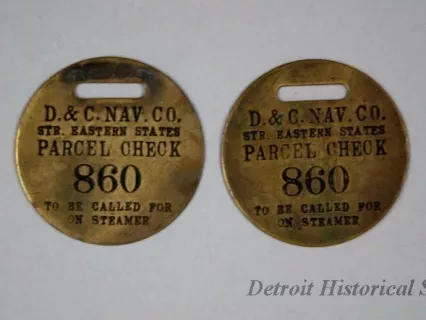 D. & C. NAV. CO.
STR. EASTERN STATES
PARCEL CHECK
860
TO BE CALLED FOR
ON STEAMER
D. & C. NAV. CO.
STR. EASTERN STATES
PARCEL CHECK
860
TO BE CALLED FOR
ON STEAMER
Detroit Historical S